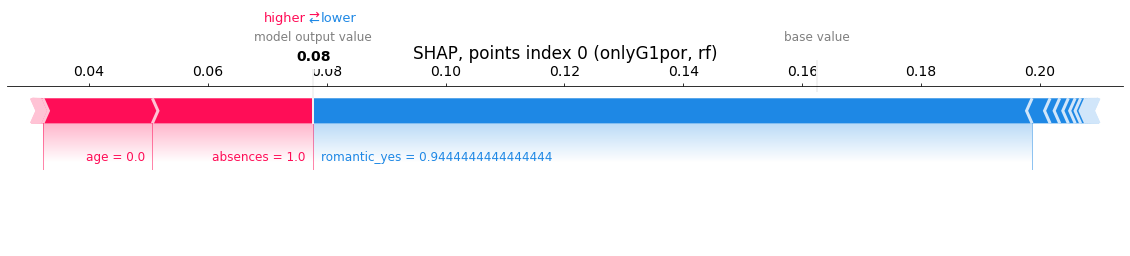 higher ⇄ lower
model output value base value
0.08
SHAP, points index 0 (onlyG1por, rf)
0.04 0.06 0.08 0.10 0.12 0.14 0.16 0.18 0.20
age = 0.0 absences = 1.0 romantic_yes = 0.9444444444444444